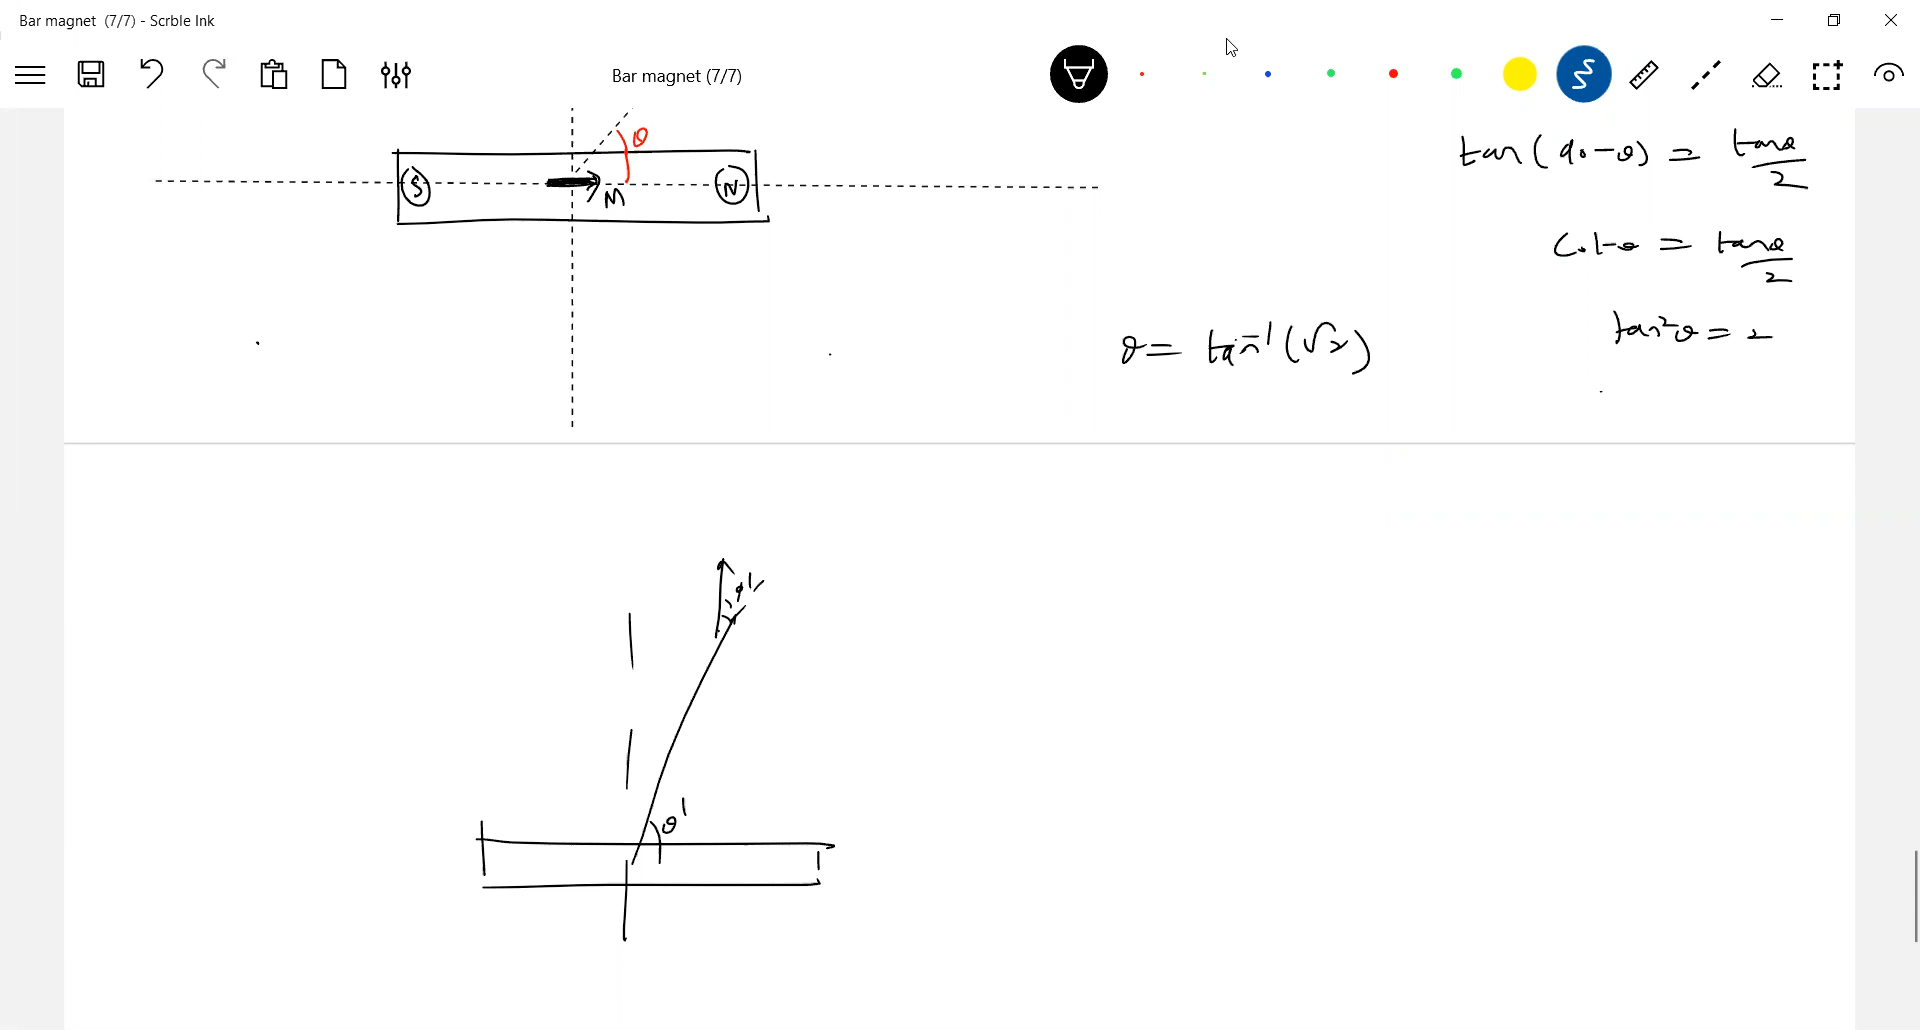 Bar magnet (7/7) - Scrble Ink
Bar magnet (7/7)
θ
S
M
N
tan(90-θ) = tanθ/2
Cotθ = tanθ/2
tan²θ = 2
θ = tan⁻¹(√2)
θ'